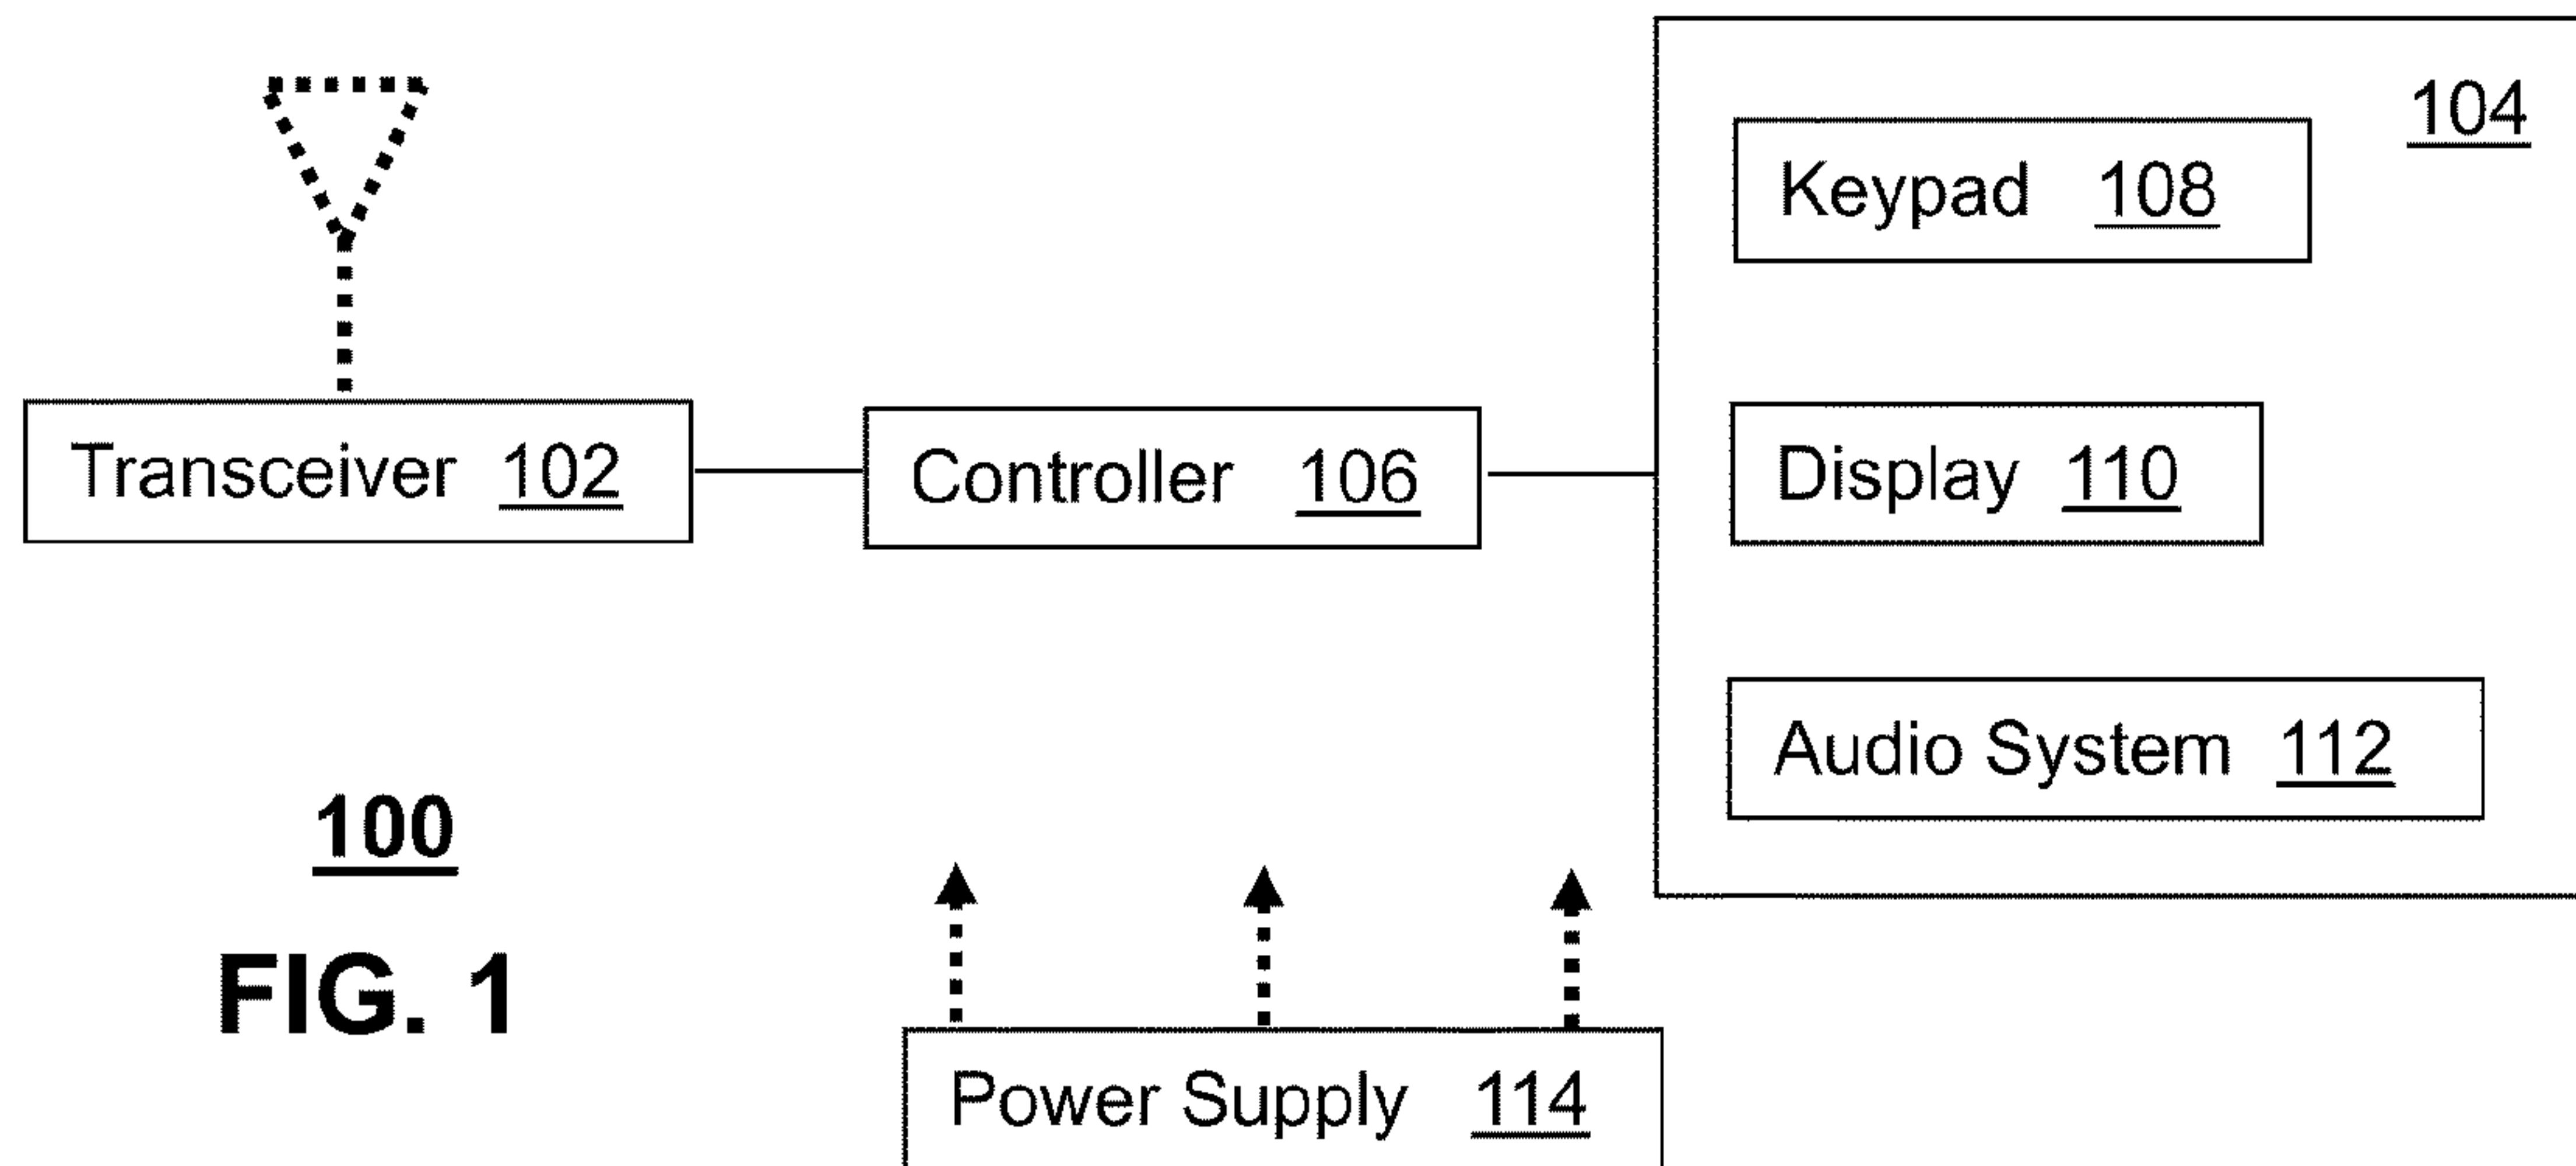 104
Keypad 108
Transceiver 102
Controller 106
Display 110
Audio System 112
100
FIG. 1
Power Supply 114